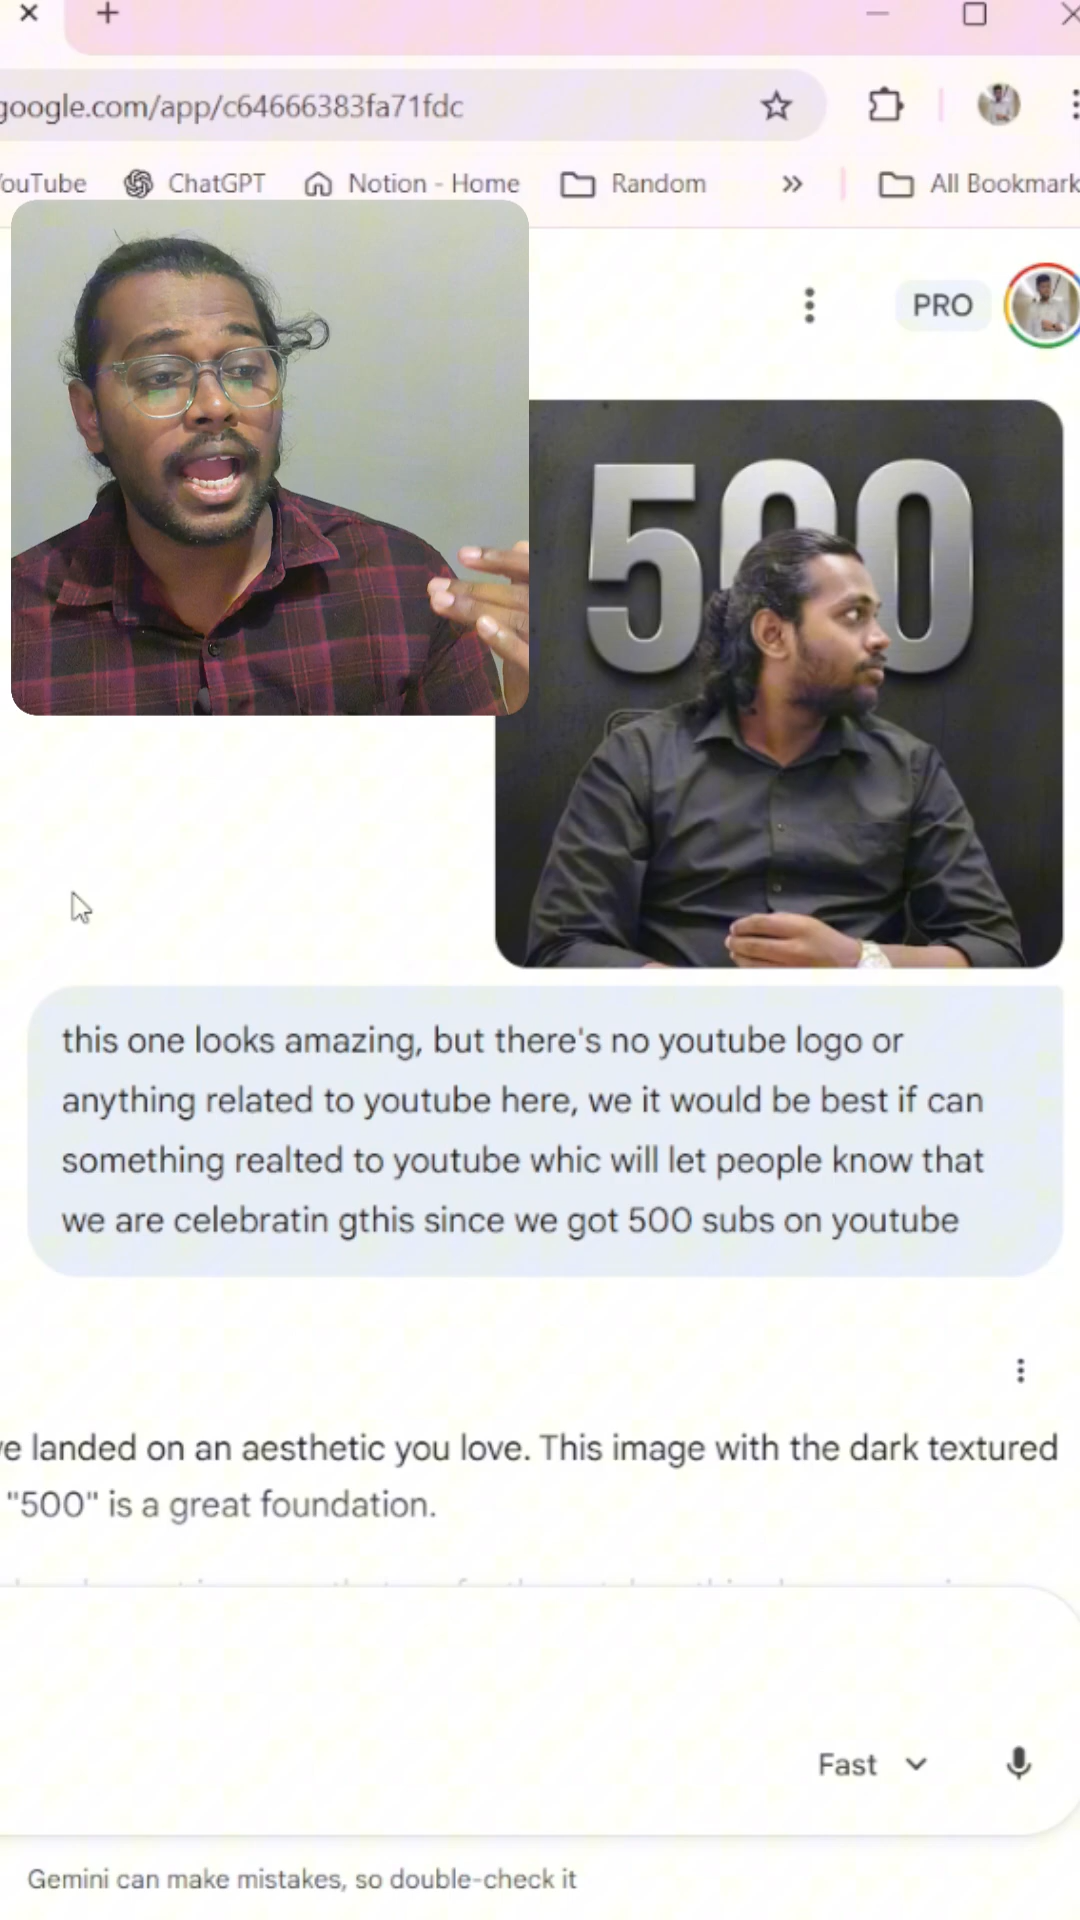 google.com/app/c64666383fa71fdc
ouTube ChatGPT Notion - Home Random All Bookmark
PRO
500
this one looks amazing, but there's no youtube logo or
anything related to youtube here, we it would be best if can
something realted to youtube whic will let people know that
we are celebratin gthis since we got 500 subs on youtube
ve landed on an aesthetic you love. This image with the dark textured
"500" is a great foundation.
Fast
Gemini can make mistakes, so double-check it